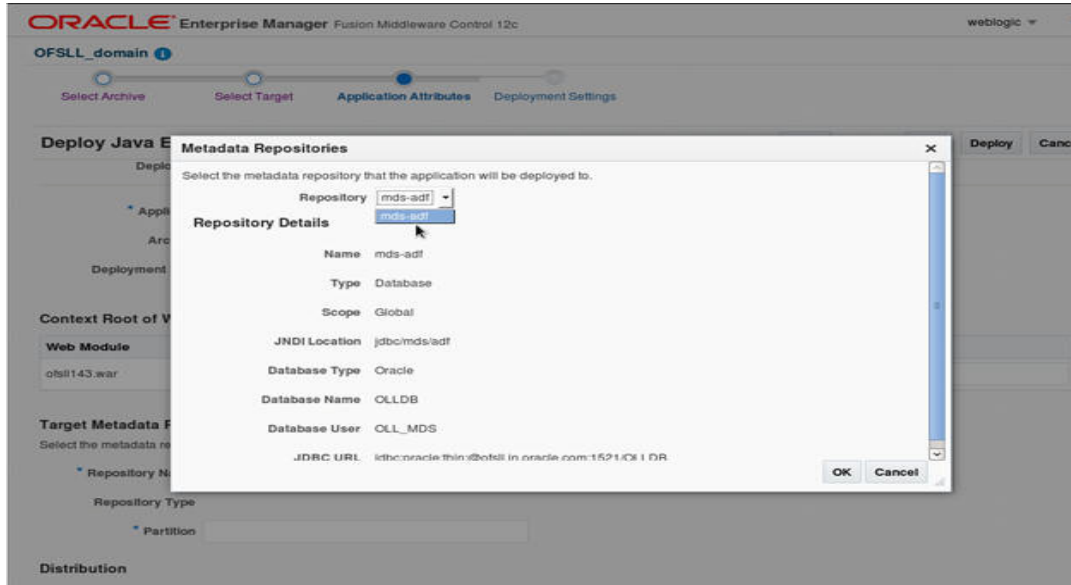 ORACLE Enterprise Manager Fusion Middleware Control 12c weblogic
OFSLL_domain
Select Archive Select Target Application Attributes Deployment Settings
Deploy Java E Deploy Canc
Metadata Repositories
Select the metadata repository that the application will be deployed to.
Deplo
Repository mds-adf
mds-adf
* Appli
Repository Details
Arc
Name mds-adf
Deployment
Type Database
Scope Global
Context Root of W
JNDI Location jdbc/mds/adf
Web Module
ofsll143.war
Database Type Oracle
Database Name OLLDB
Target Metadata R
Database User OLL_MDS
Select the metadata re
JDBC URL jdbc:oracle:thin:@ofsll.in.oracle.com:1521/OLLDB
* Repository Na
OK Cancel
Repository Type
* Partition
Distribution